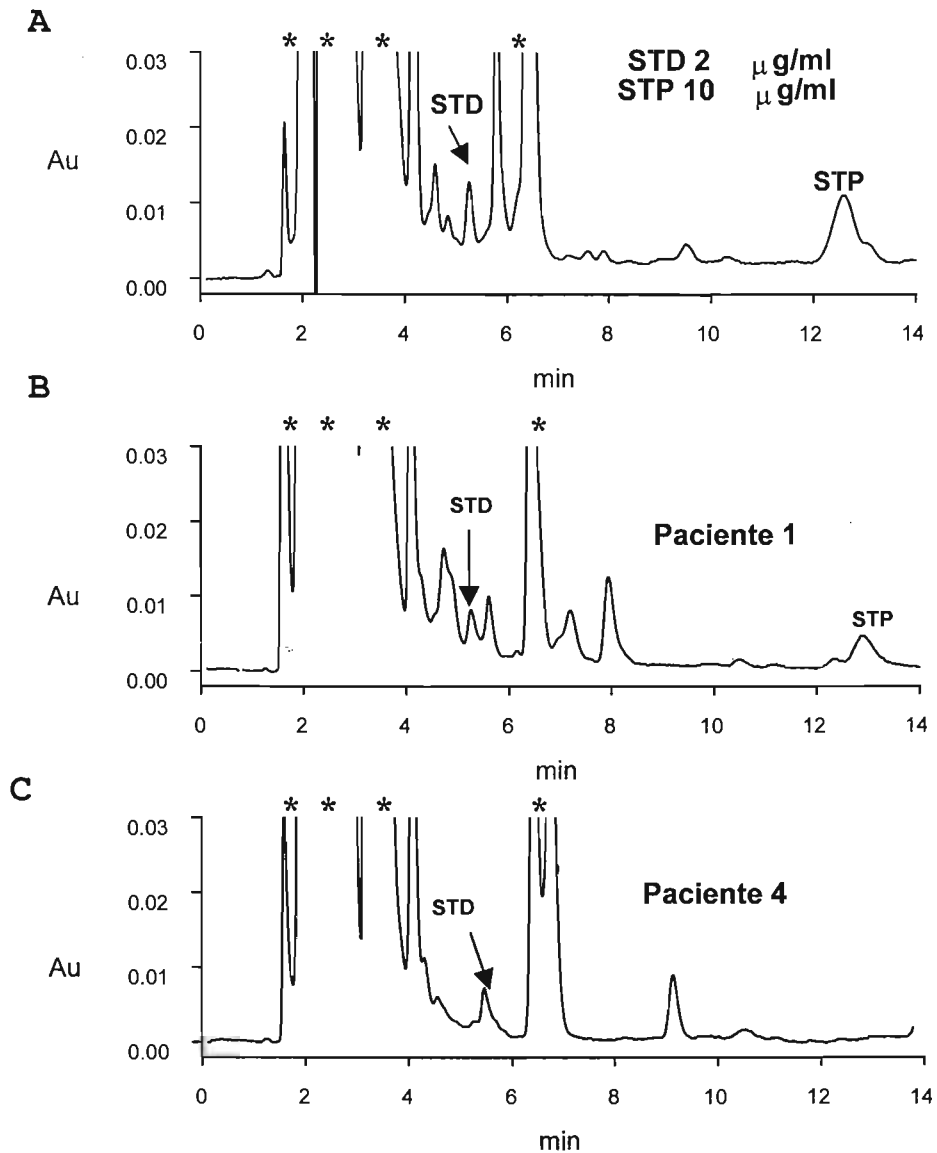 A
* * * *
0.03
STD 2 μg/ml
STP 10 μg/ml
STD
0.02
Au
STP
0.01
0.00
0 2 4 6 8 10 12 14
min
B
* * * *
0.03
STD
0.02
Paciente 1
Au
0.01
STP
0.00
0 2 4 6 8 10 12 14
min
C
* * * *
0.03
0.02
Paciente 4
STD
Au
0.01
0.00
0 2 4 6 8 10 12 14
min